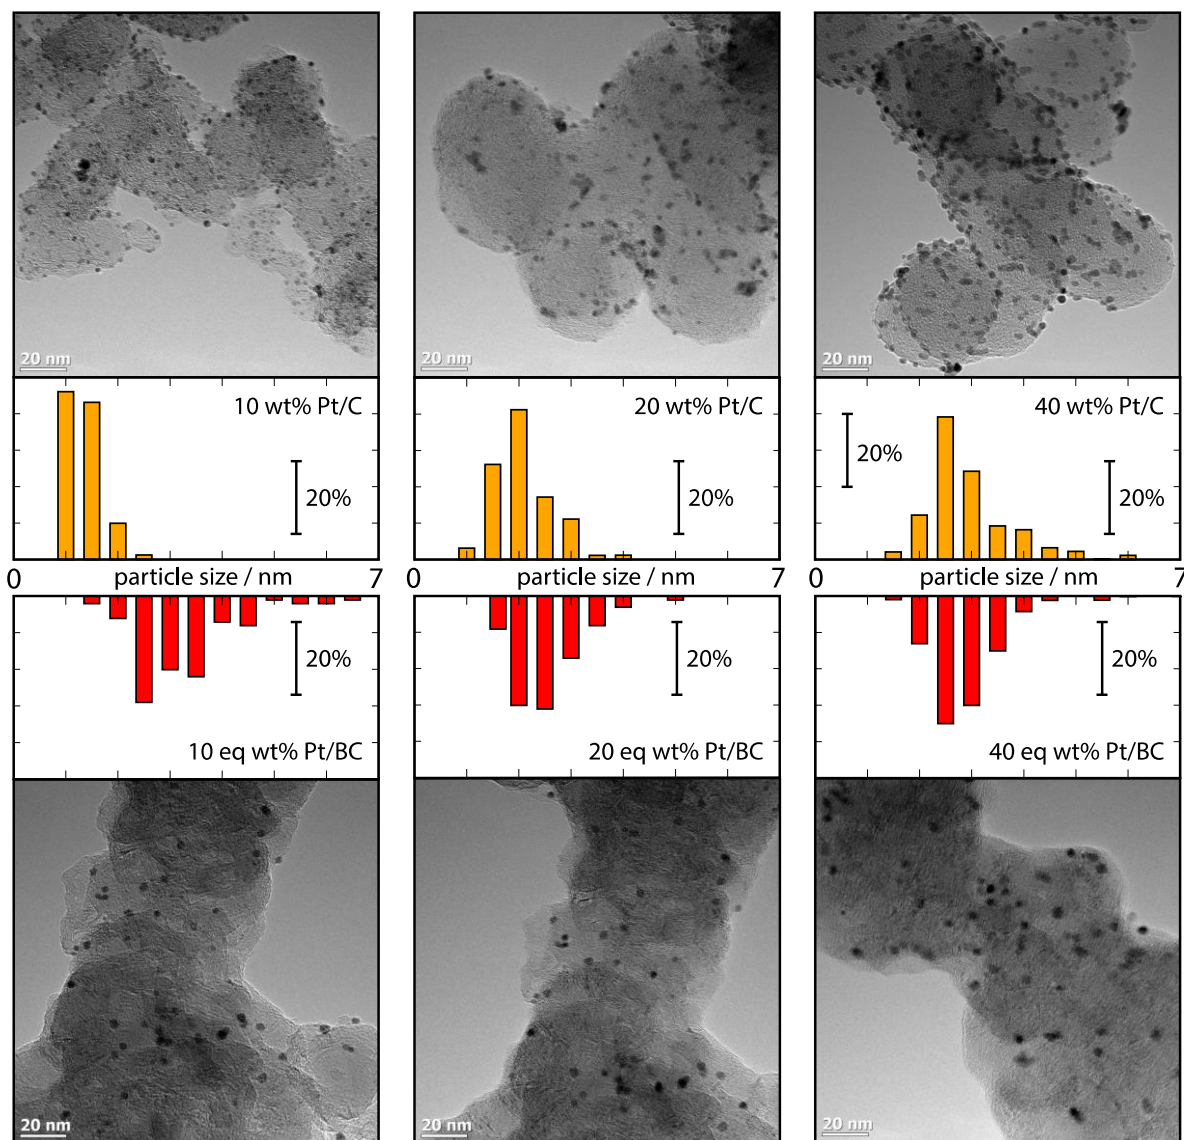 20 nm
20 nm
20 nm
10 wt% Pt/C
20 wt% Pt/C
40 wt% Pt/C
20%
20%
20%
20%
0
particle size / nm
7
0
particle size / nm
7
0
particle size / nm
7
20%
20%
20%
10 eq wt% Pt/BC
20 eq wt% Pt/BC
40 eq wt% Pt/BC
20 nm
20 nm
20 nm